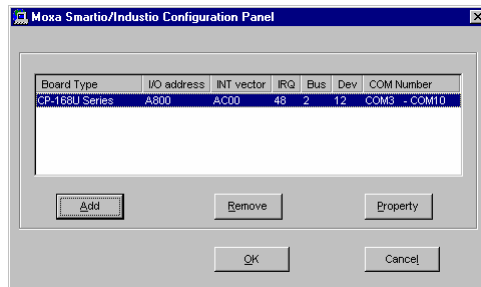 Moxa Smartio/Industio Configuration Panel
Board Type I/O address INT vector IRQ Bus Dev COM Number
CP-168U Series A800 AC00 48 2 12 COM3 - COM10
Add Remove Property
OK Cancel